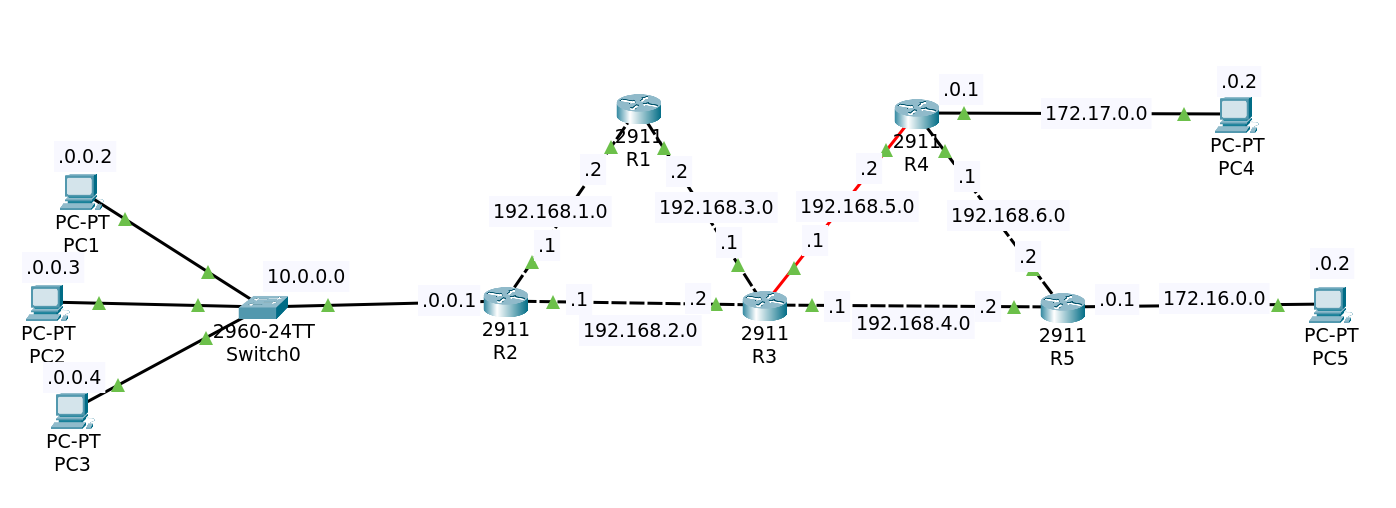 .0.0.2
PC-PT
PC1
.0.0.3
PC-PT
PC2
.0.0.4
PC-PT
PC3
10.0.0.0
2960-24TT
Switch0
.0.0.1
2911
R2
.1
192.168.1.0
.2
2911
R1
.2
192.168.3.0
.1
.1
192.168.2.0
.2
2911
R3
.1
192.168.5.0
.2
2911
R4
.0.1
172.17.0.0
.0.2
PC-PT
PC4
.1
192.168.6.0
.2
.1
192.168.4.0
.2
2911
R5
.0.1
172.16.0.0
.0.2
PC-PT
PC5